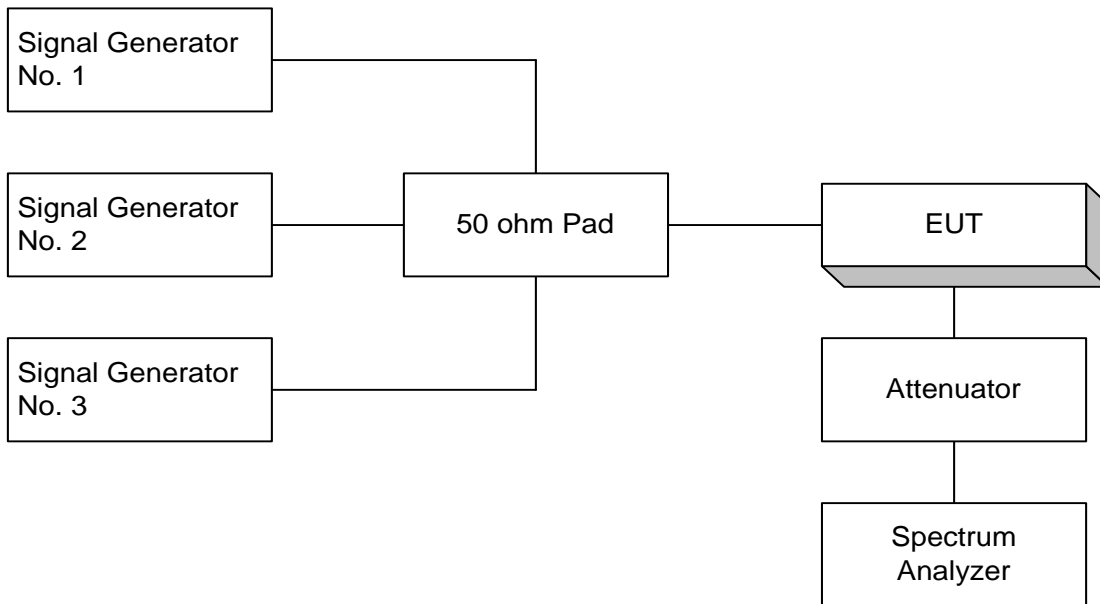 Signal Generator
No. 1
Signal Generator
No. 2
50 ohm Pad
EUT
Signal Generator
No. 3
Attenuator
Spectrum
Analyzer